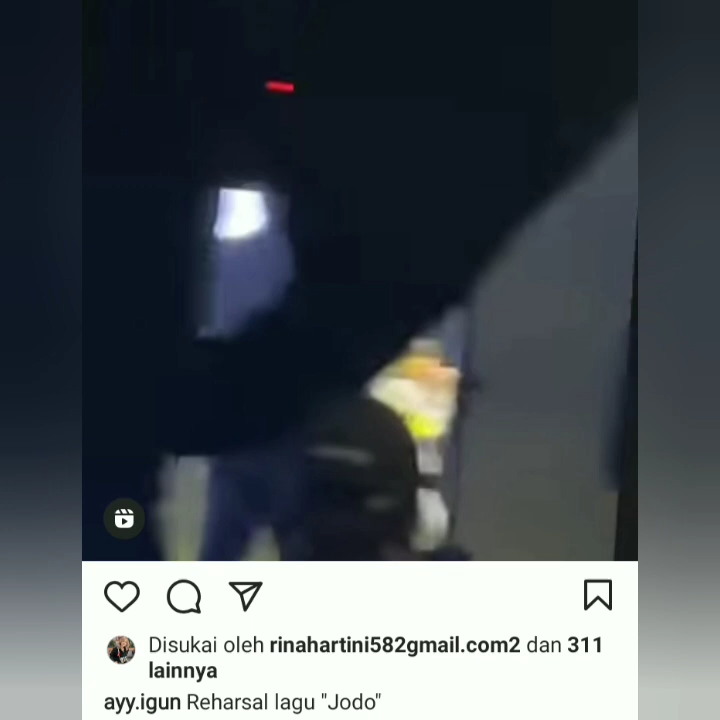 Disukai oleh rinahartini582gmail.com2 dan 311
lainnya
ayy.igun Reharsal lagu "Jodo"